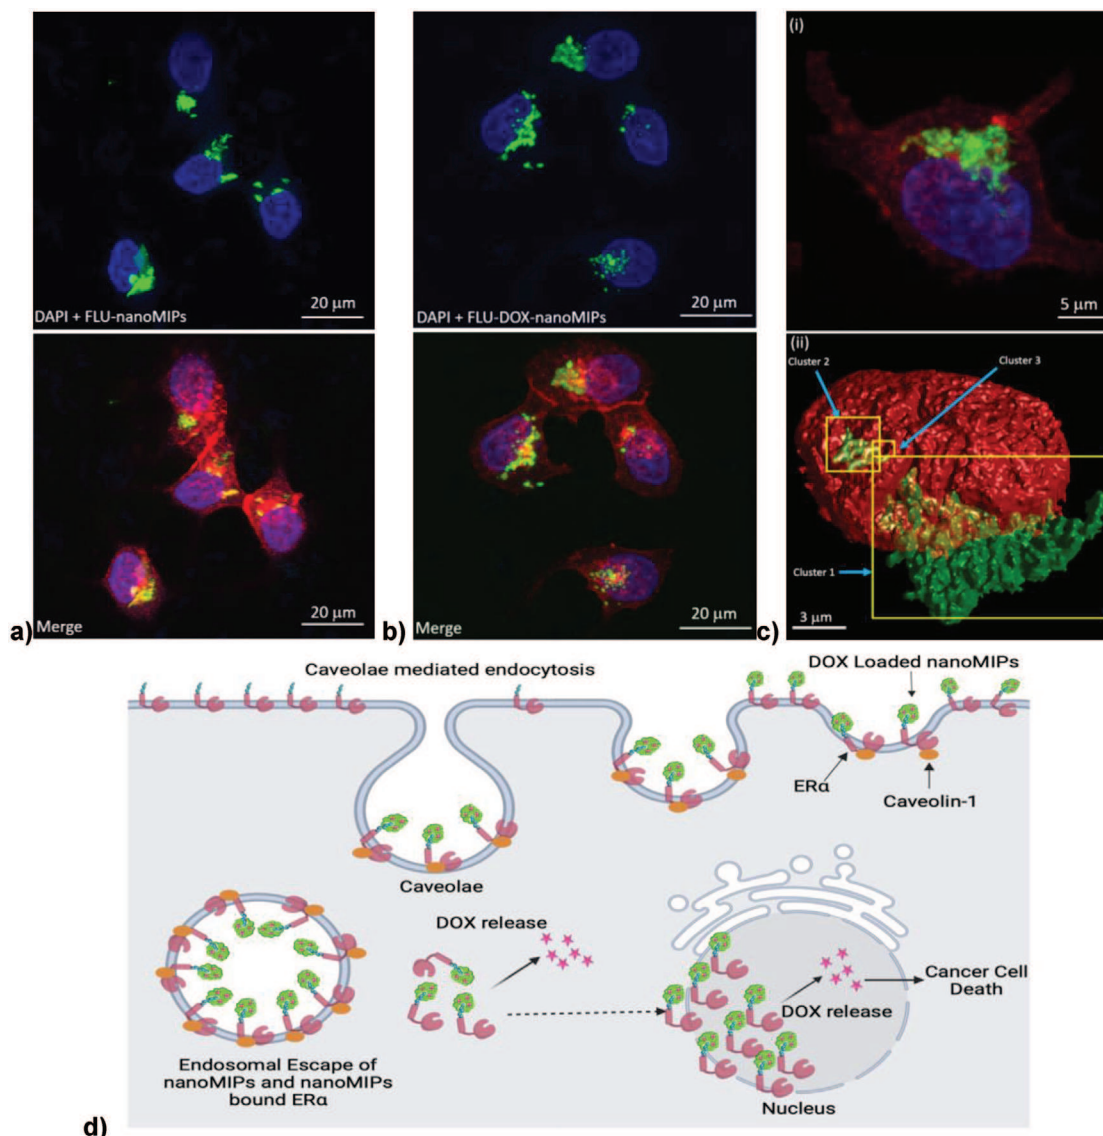 DAPI + FLU-nanoMIPs
20 µm
DAPI + FLU-DOX-nanoMIPs
20 µm
(i)
5 µm
a)
Merge
20 µm
b)
Merge
20 µm
c)
(ii)
Cluster 2
Cluster 3
Cluster 1
3 µm
Caveolae mediated endocytosis
DOX Loaded nanoMIPs
ERα
Caveolin-1
Caveolae
DOX release
DOX release
Cancer Cell
Death
Endosomal Escape of
nanoMIPs and nanoMIPs
bound ERα
Nucleus
d)